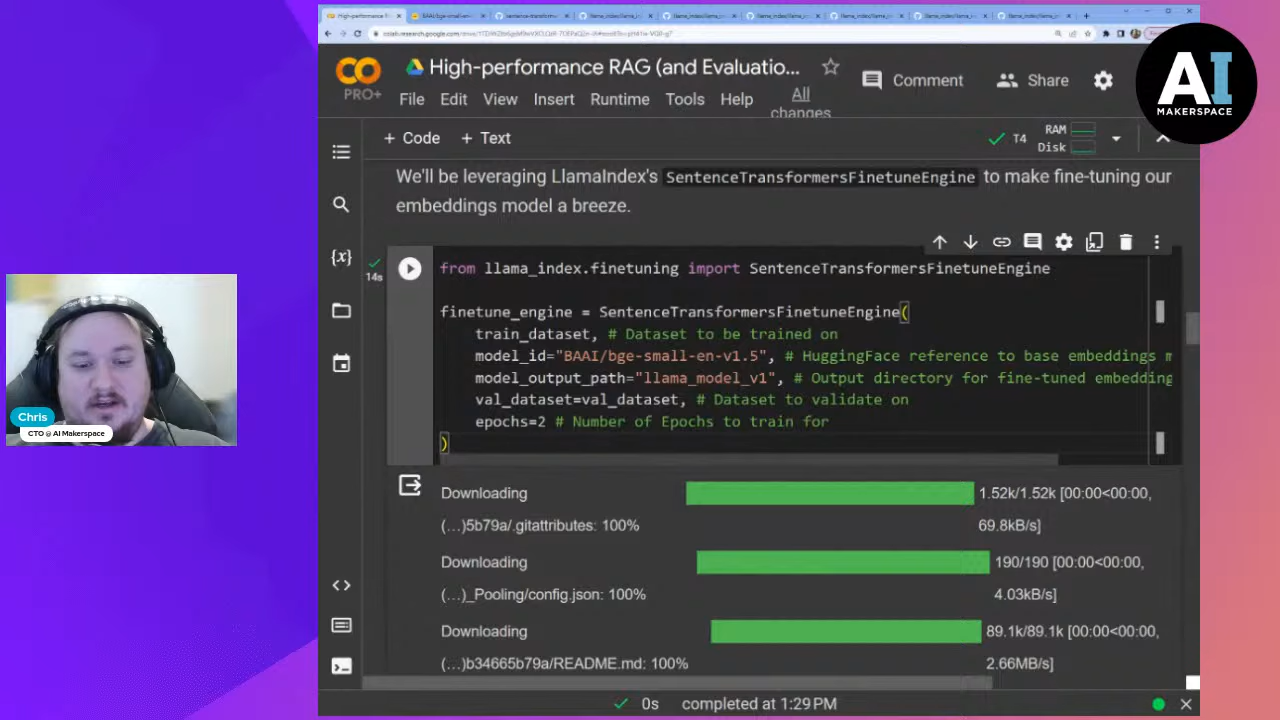 High-performance R
CO
PRO+
High-performance RAG (and Evaluatio...
Comment
Share
AI
MAKERSPACE
File Edit View Insert Runtime Tools Help All changes
+ Code + Text
T4
RAM
Disk
We'll be leveraging LlamaIndex's SentenceTransformersFinetuneEngine to make fine-tuning our
embeddings model a breeze.
{x}
14s
from llama_index.finetuning import SentenceTransformersFinetuneEngine
finetune_engine = SentenceTransformersFinetuneEngine(
train_dataset, # Dataset to be trained on
model_id="BAAI/bge-small-en-v1.5", # HuggingFace reference to base embeddings m
model_output_path="llama_model_v1", # Output directory for fine-tuned embedding
val_dataset=val_dataset, # Dataset to validate on
epochs=2 # Number of Epochs to train for
)
Chris
CTO @ AI Makerspace
Downloading 1.52k/1.52k [00:00<00:00,
(...)5b79a/.gitattributes: 100% 69.8kB/s]
Downloading 190/190 [00:00<00:00,
(...)_Pooling/config.json: 100% 4.03kB/s]
Downloading 89.1k/89.1k [00:00<00:00,
(...)b34665b79a/README.md: 100% 2.66MB/s]
0s completed at 1:29 PM